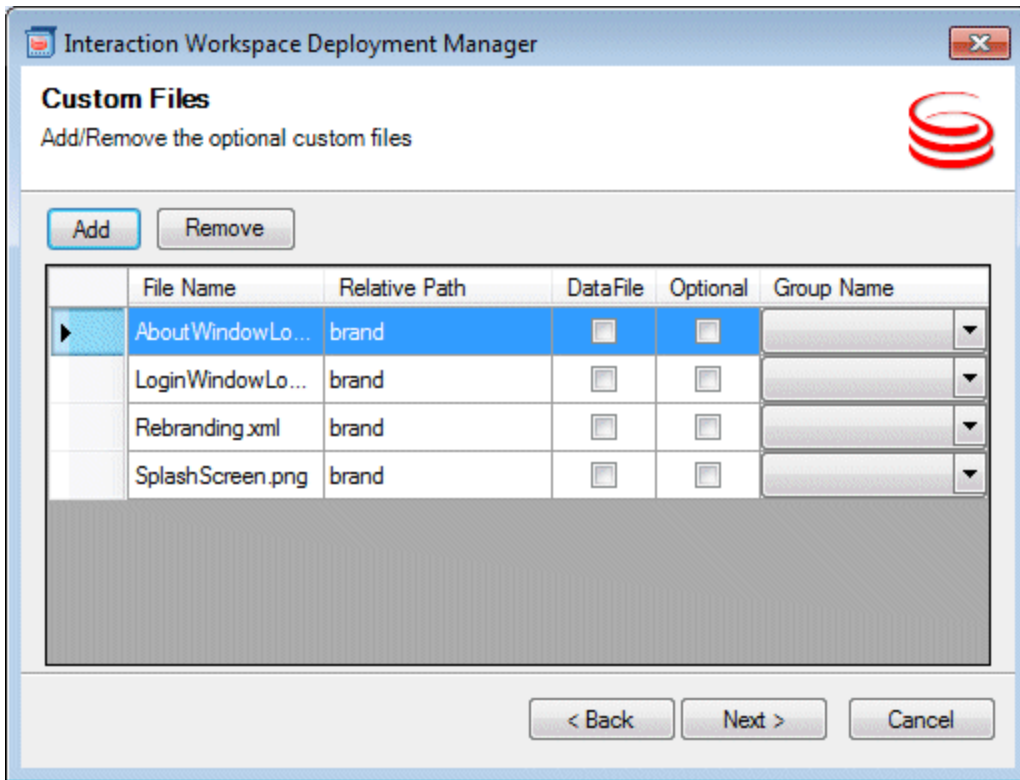 Interaction Workspace Deployment Manager
Custom Files
Add/Remove the optional custom files
Add Remove
File Name Relative Path DataFile Optional Group Name
AboutWindowLo... brand
LoginWindowLo... brand
Rebranding.xml brand
SplashScreen.png brand
< Back Next > Cancel